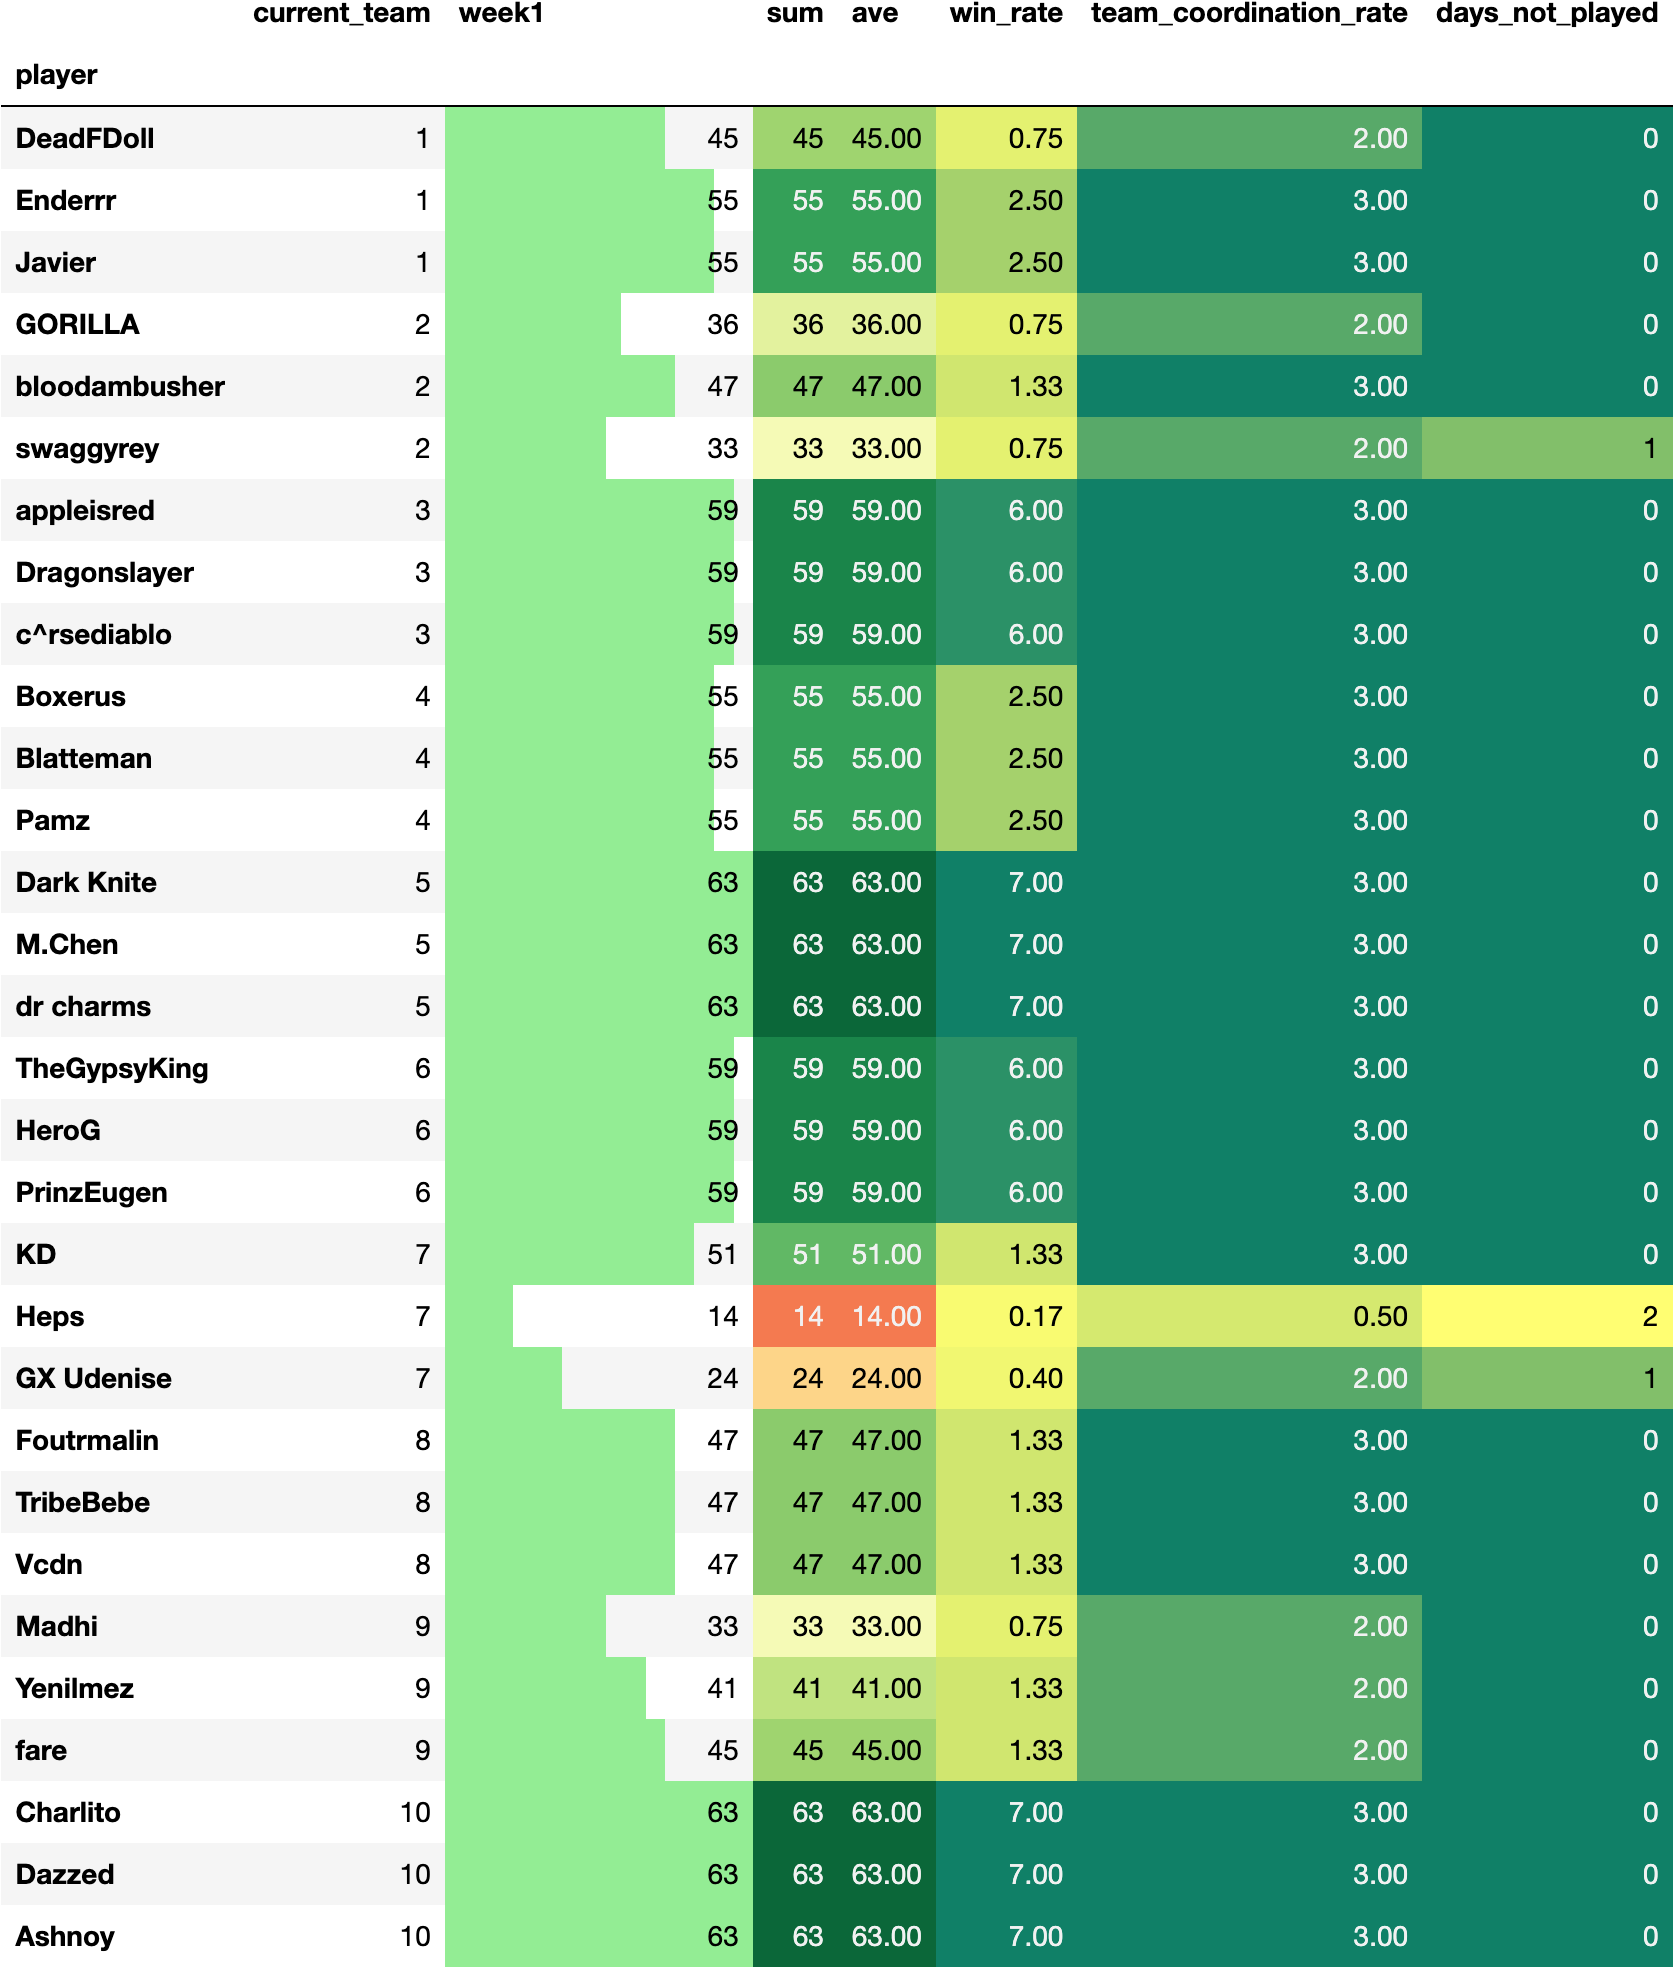 current_team week1 sum ave win_rate team_coordination_rate days_not_played
player
DeadFDoll 1 45 45 45.00 0.75 2.00 0
Enderrr 1 55 55 55.00 2.50 3.00 0
Javier 1 55 55 55.00 2.50 3.00 0
GORILLA 2 36 36 36.00 0.75 2.00 0
bloodambusher 2 47 47 47.00 1.33 3.00 0
swaggyrey 2 33 33 33.00 0.75 2.00 1
appleisred 3 59 59 59.00 6.00 3.00 0
Dragonslayer 3 59 59 59.00 6.00 3.00 0
c^rsediablo 3 59 59 59.00 6.00 3.00 0
Boxerus 4 55 55 55.00 2.50 3.00 0
Blatteman 4 55 55 55.00 2.50 3.00 0
Pamz 4 55 55 55.00 2.50 3.00 0
Dark Knite 5 63 63 63.00 7.00 3.00 0
M.Chen 5 63 63 63.00 7.00 3.00 0
dr charms 5 63 63 63.00 7.00 3.00 0
TheGypsyKing 6 59 59 59.00 6.00 3.00 0
HeroG 6 59 59 59.00 6.00 3.00 0
PrinzEugen 6 59 59 59.00 6.00 3.00 0
KD 7 51 51 51.00 1.33 3.00 0
Heps 7 14 14 14.00 0.17 0.50 2
GX Udenise 7 24 24 24.00 0.40 2.00 1
Foutrmalin 8 47 47 47.00 1.33 3.00 0
TribeBebe 8 47 47 47.00 1.33 3.00 0
Vcdn 8 47 47 47.00 1.33 3.00 0
Madhi 9 33 33 33.00 0.75 2.00 0
Yenilmez 9 41 41 41.00 1.33 2.00 0
fare 9 45 45 45.00 1.33 2.00 0
Charlito 10 63 63 63.00 7.00 3.00 0
Dazzed 10 63 63 63.00 7.00 3.00 0
Ashnoy 10 63 63 63.00 7.00 3.00 0